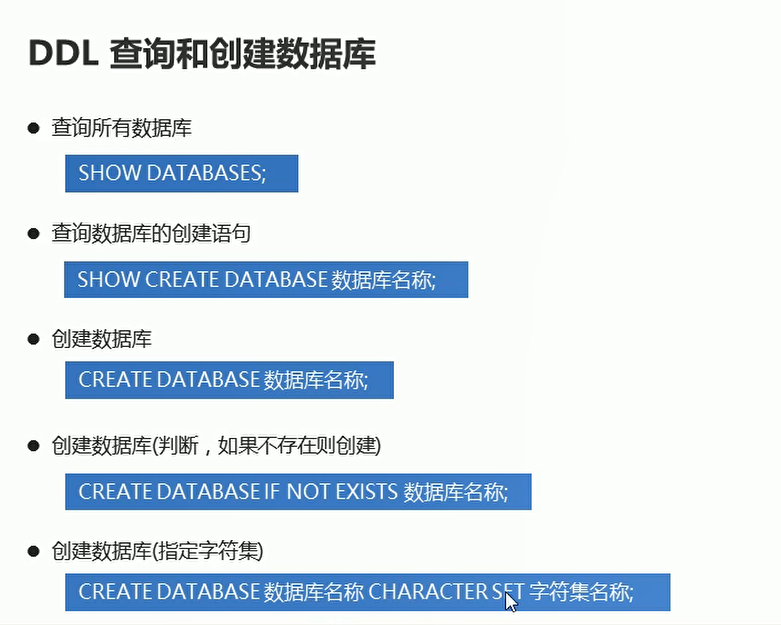 DDL 查询和创建数据库
● 查询所有数据库
SHOW DATABASES;
● 查询数据库的创建语句
SHOW CREATE DATABASE 数据库名称;
● 创建数据库
CREATE DATABASE 数据库名称;
● 创建数据库(判断，如果不存在则创建)
CREATE DATABASE IF NOT EXISTS 数据库名称;
● 创建数据库(指定字符集)
CREATE DATABASE 数据库名称 CHARACTER SET 字符集名称;